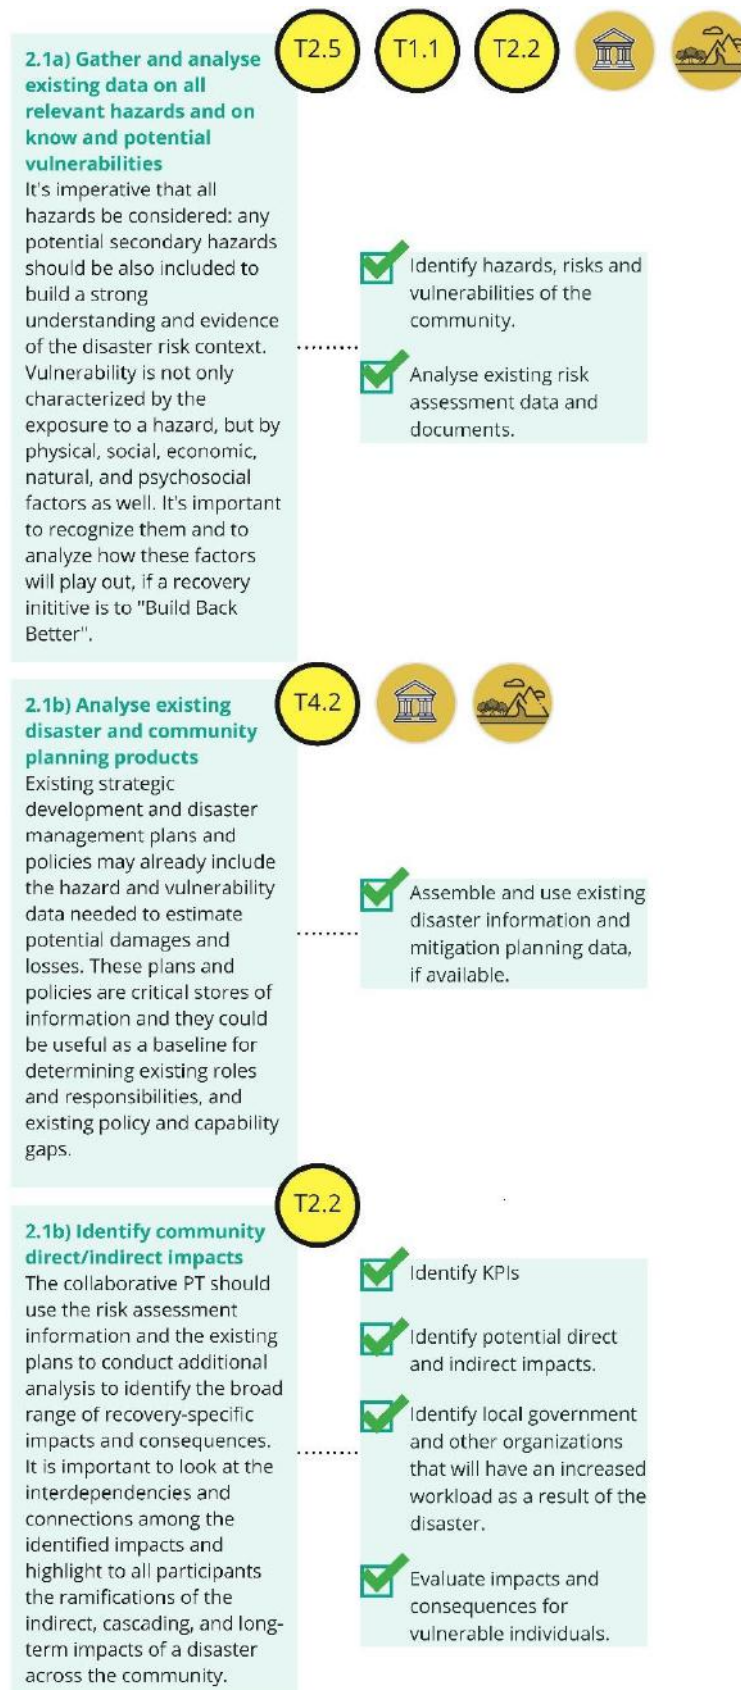 T2.5
T1.1
T2.2
2.1a) Gather and analyse
existing data on all
relevant hazards and on
know and potential
vulnerabilities
It's imperative that all
hazards be considered: any
potential secondary hazards
should be also included to
build a strong
understanding and evidence
of the disaster risk context.
Vulnerability is not only
characterized by the
exposure to a hazard, but by
physical, social, economic,
natural, and psychosocial
factors as well. It's important
to recognize them and to
analyze how these factors
will play out, if a recovery
inititive is to "Build Back
Better".
Identify hazards, risks and
vulnerabilities of the
community.
Analyse existing risk
assessment data and
documents.
T4.2
2.1b) Analyse existing
disaster and community
planning products
Existing strategic
development and disaster
management plans and
policies may already include
the hazard and vulnerability
data needed to estimate
potential damages and
losses. These plans and
policies are critical stores of
information and they could
be useful as a baseline for
determining existing roles
and responsibilities, and
existing policy and capability
gaps.
Assemble and use existing
disaster information and
mitigation planning data,
if available.
T2.2
2.1b) Identify community
direct/indirect impacts
The collaborative PT should
use the risk assessment
information and the existing
plans to conduct additional
analysis to identify the broad
range of recovery-specific
impacts and consequences.
It is important to look at the
interdependencies and
connections among the
identified impacts and
highlight to all participants
the ramifications of the
indirect, cascading, and long-
term impacts of a disaster
across the community.
Identify KPIs
Identify potential direct
and indirect impacts.
Identify local government
and other organizations
that will have an increased
workload as a result of the
disaster.
Evaluate impacts and
consequences for
vulnerable individuals.